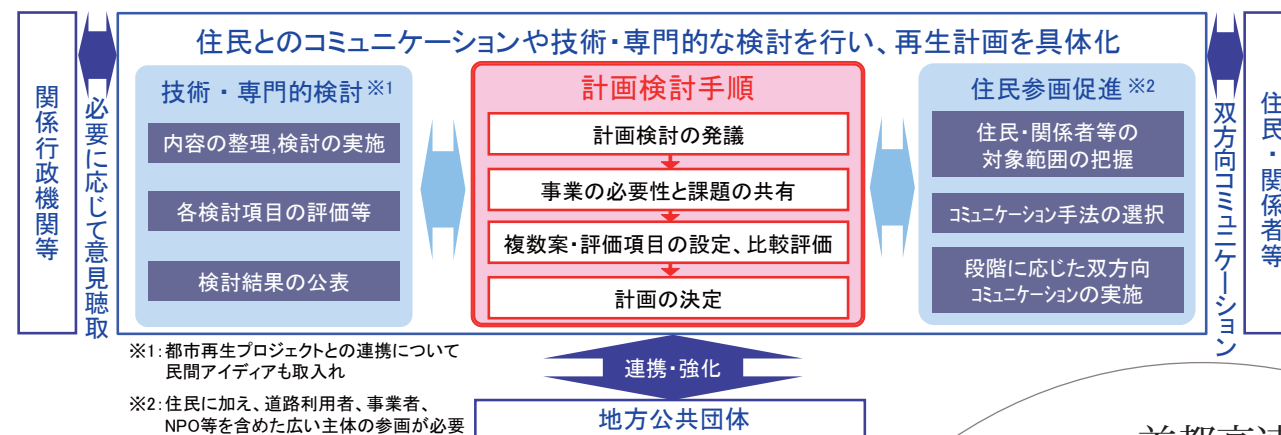 住民とのコミュニケーションや技術・専門的な検討を行い、再生計画を具体化
関係行政機関等
必要に応じて意見聴取
技術・専門的検討※1
内容の整理,検討の実施
各検討項目の評価等
検討結果の公表
計画検討手順
計画検討の発議
事業の必要性と課題の共有
複数案・評価項目の設定、比較評価
計画の決定
住民参画促進※2
住民・関係者等の
対象範囲の把握
コミュニケーション手法の選択
段階に応じた双方向
コミュニケーションの実施
双方向コミュニケーション
住民・関係者等
※1:都市再生プロジェクトとの連携について
民間アイディアも取入れ
※2:住民に加え、道路利用者、事業者、
NPO等を含めた広い主体の参画が必要
連携・強化
地方公共団体